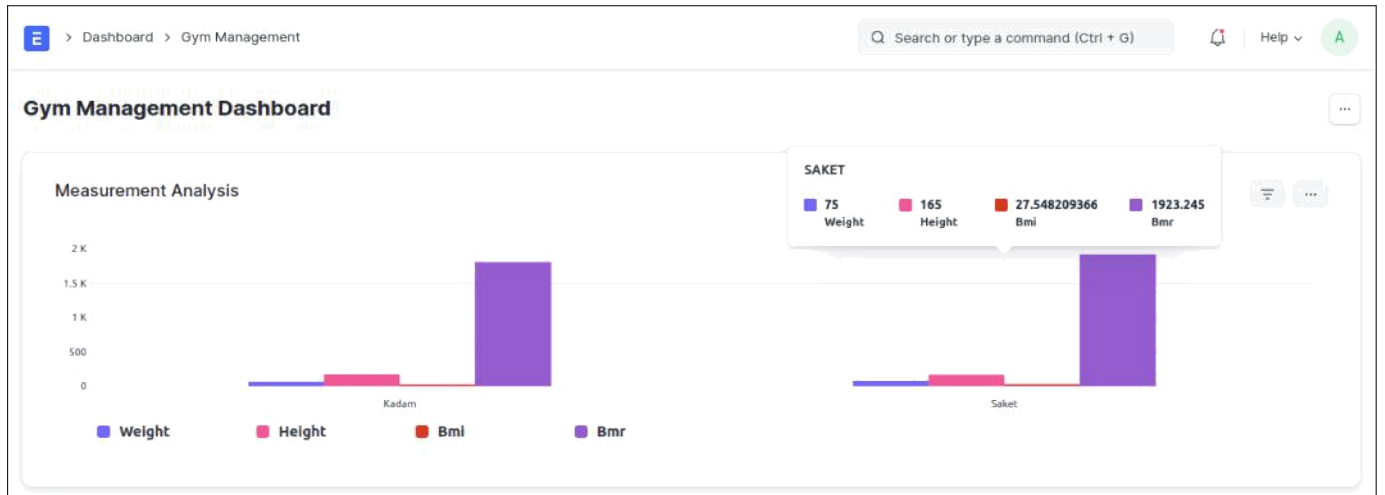 E > Dashboard > Gym Management
Search or type a command (Ctrl + G)
Help
A
Gym Management Dashboard
...
Measurement Analysis
SAKET
75 165 27.548209366 1923.245
Weight Height Bmi Bmr
...
2 K
1.5 K
1 K
500
0
Kadam Saket
Weight Height Bmi Bmr